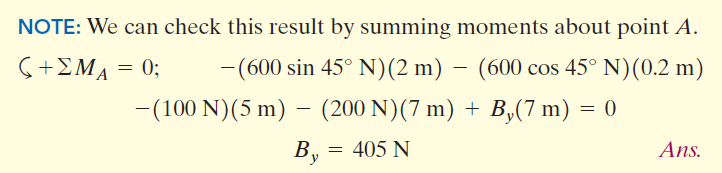 NOTE: We can check this result by summing moments about point A.
↺+ΣM_A = 0; −(600 sin 45° N)(2 m) − (600 cos 45° N)(0.2 m)
−(100 N)(5 m) − (200 N)(7 m) + B_y(7 m) = 0
B_y = 405 N Ans.